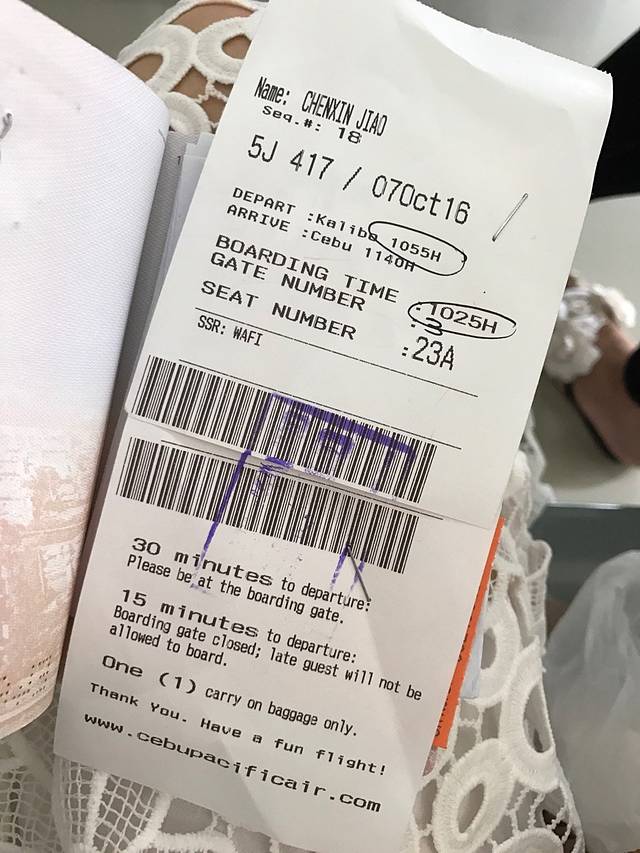 Name: CHENXIN JIAO
Seq.#: 18
5J 417 / 07Oct16
DEPART :Kalibo 1055H
ARRIVE :Cebu 1140H
BOARDING TIME :1025H
GATE NUMBER :3
SEAT NUMBER :23A
SSR: WAFI
30 minutes to departure:
Please be at the boarding gate.
15 minutes to departure:
Boarding gate closed; late guest will not be
allowed to board.
One (1) carry on baggage only.
Thank You. Have a fun flight!
www.cebupacificair.com